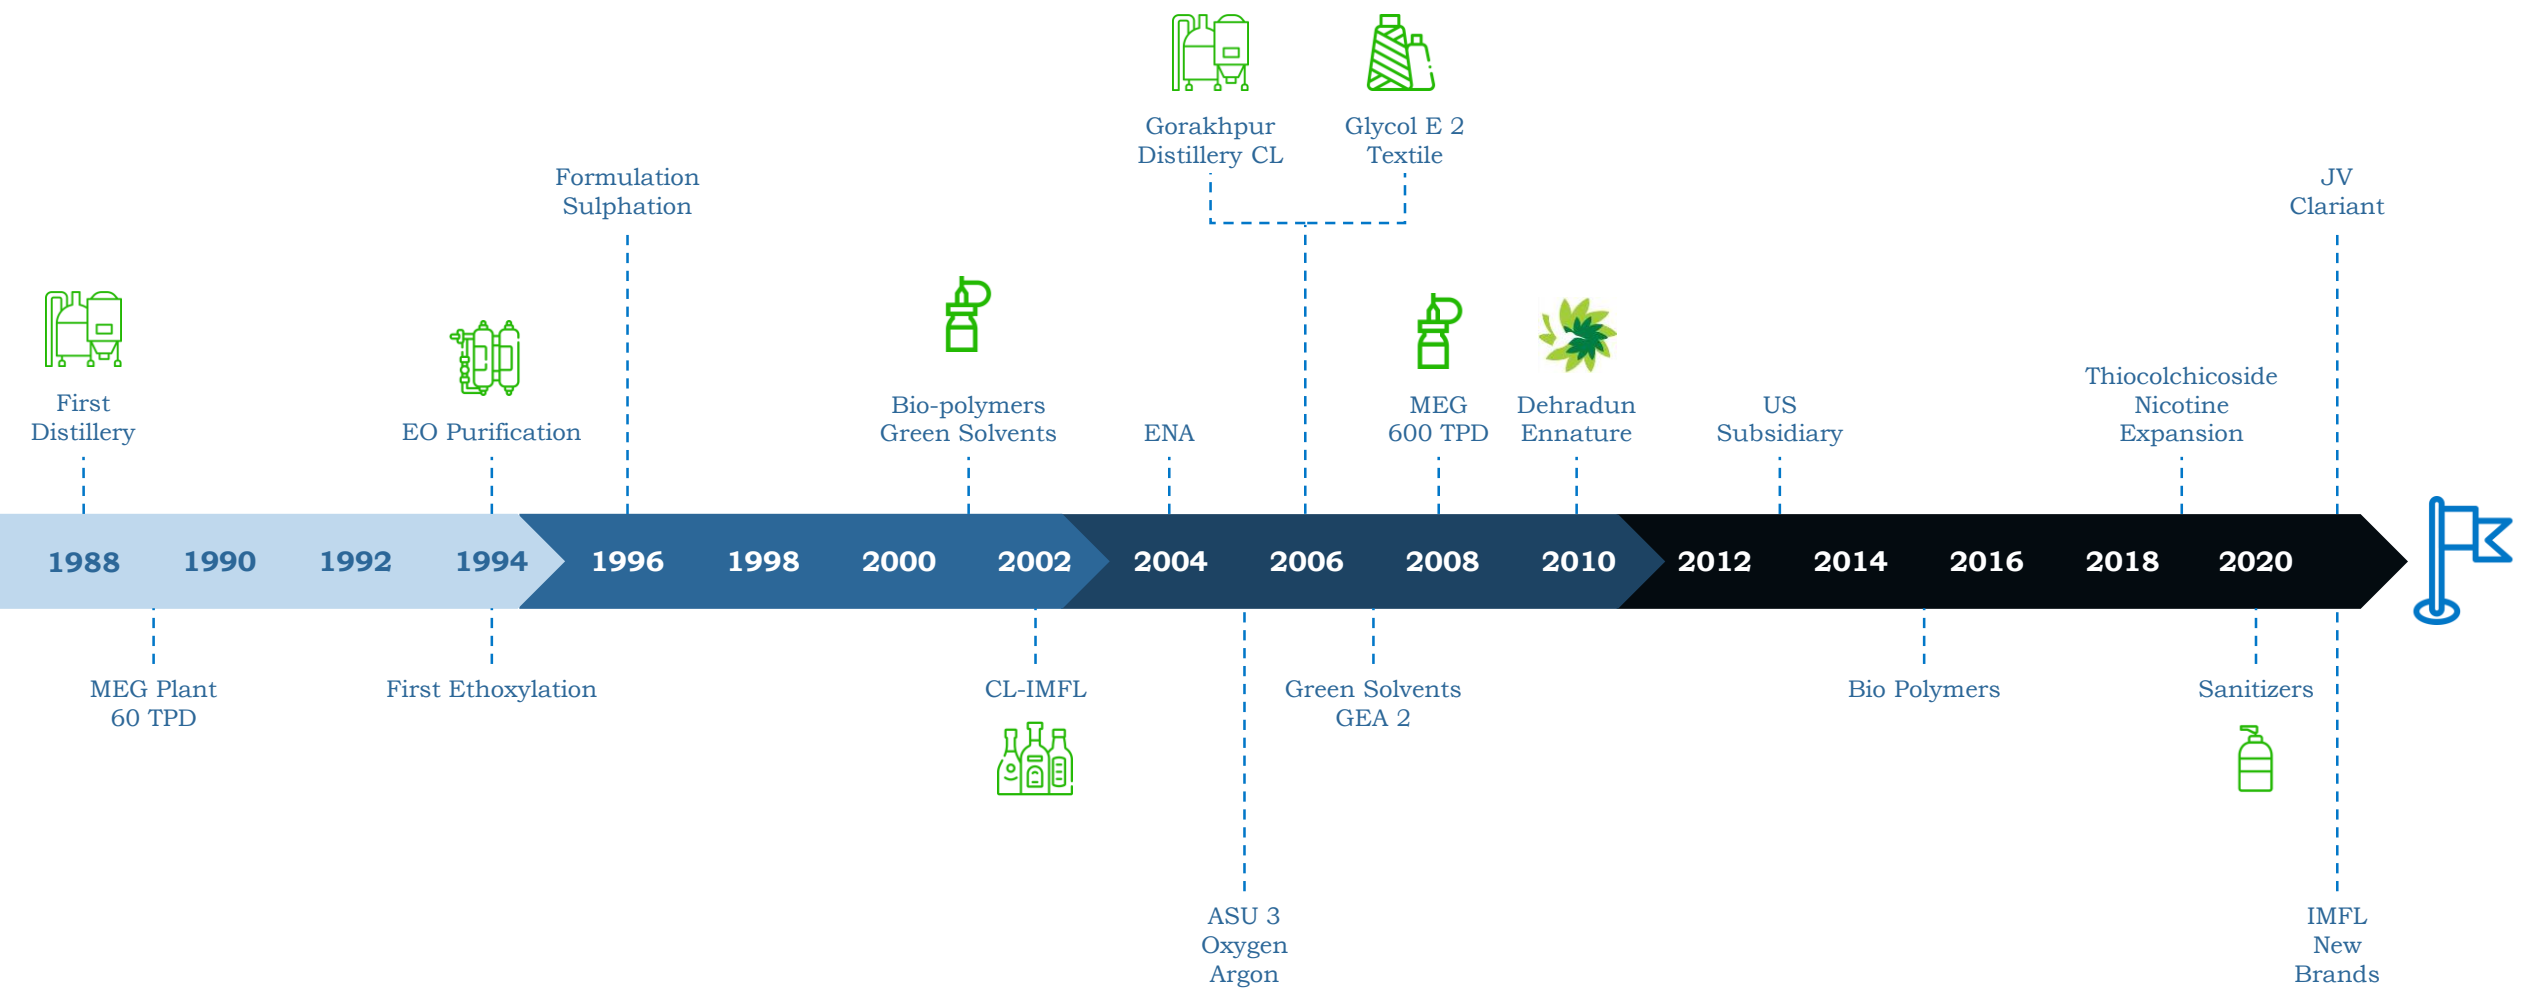 Gorakhpur
Distillery CL
Glycol E 2
Textile
Formulation
Sulphation
JV
Clariant
First
Distillery
EO Purification
Bio-polymers
Green Solvents
ENA
MEG
600 TPD
Dehradun
Ennature
US
Subsidiary
Thiocolchicoside
Nicotine
Expansion
1988 1990 1992 1994 1996 1998 2000 2002 2004 2006 2008 2010 2012 2014 2016 2018 2020
MEG Plant
60 TPD
First Ethoxylation
CL-IMFL
Green Solvents
GEA 2
Bio Polymers
Sanitizers
ASU 3
Oxygen
Argon
IMFL
New
Brands